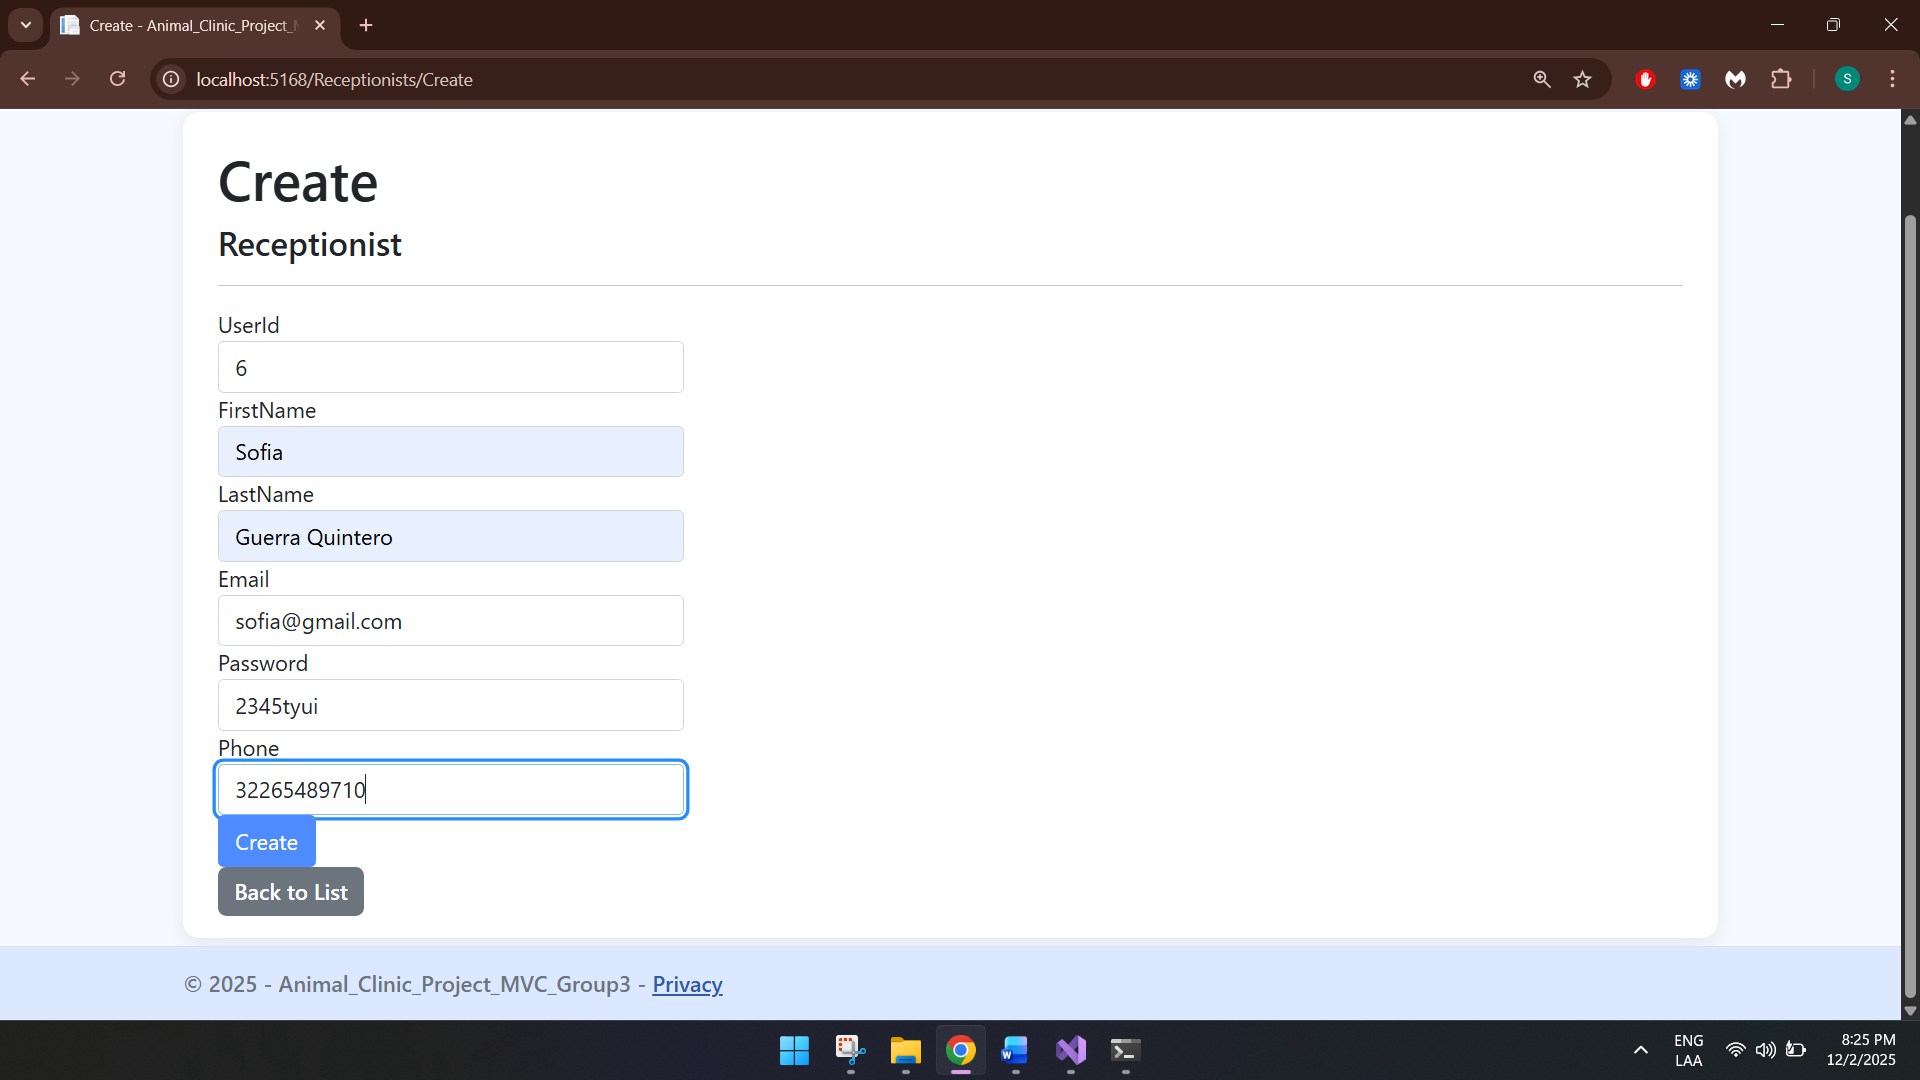 Create - Animal_Clinic_Project_
localhost:5168/Receptionists/Create
S
Create
Receptionist
UserId
6
FirstName
Sofia
LastName
Guerra Quintero
Email
sofia@gmail.com
Password
2345tyui
Phone
32265489710
Create
Back to List
© 2025 - Animal_Clinic_Project_MVC_Group3 - Privacy
ENG
LAA
8:25 PM
12/2/2025